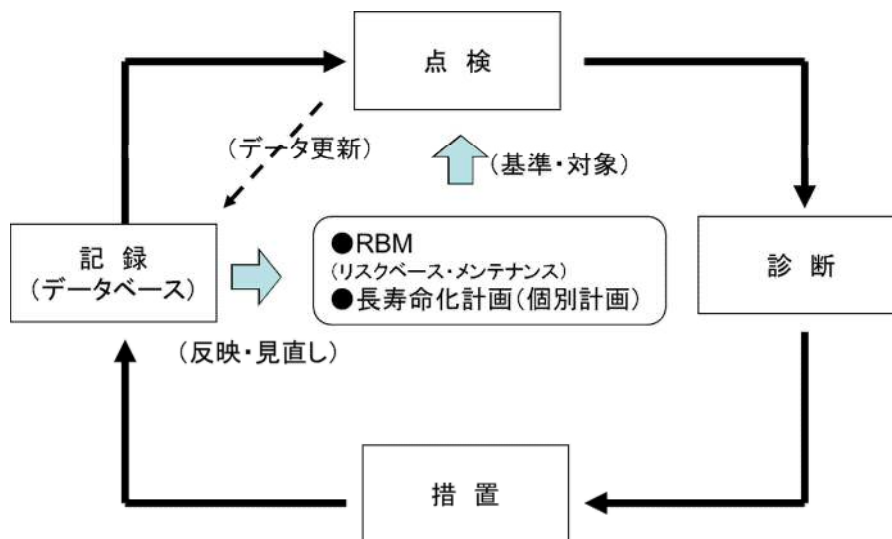 点 検
(データ更新)
(基準・対象)
記 録
(データベース)
●RBM
(リスクベース・メンテナンス)
●長寿命化計画(個別計画)
診 断
(反映・見直し)
措 置